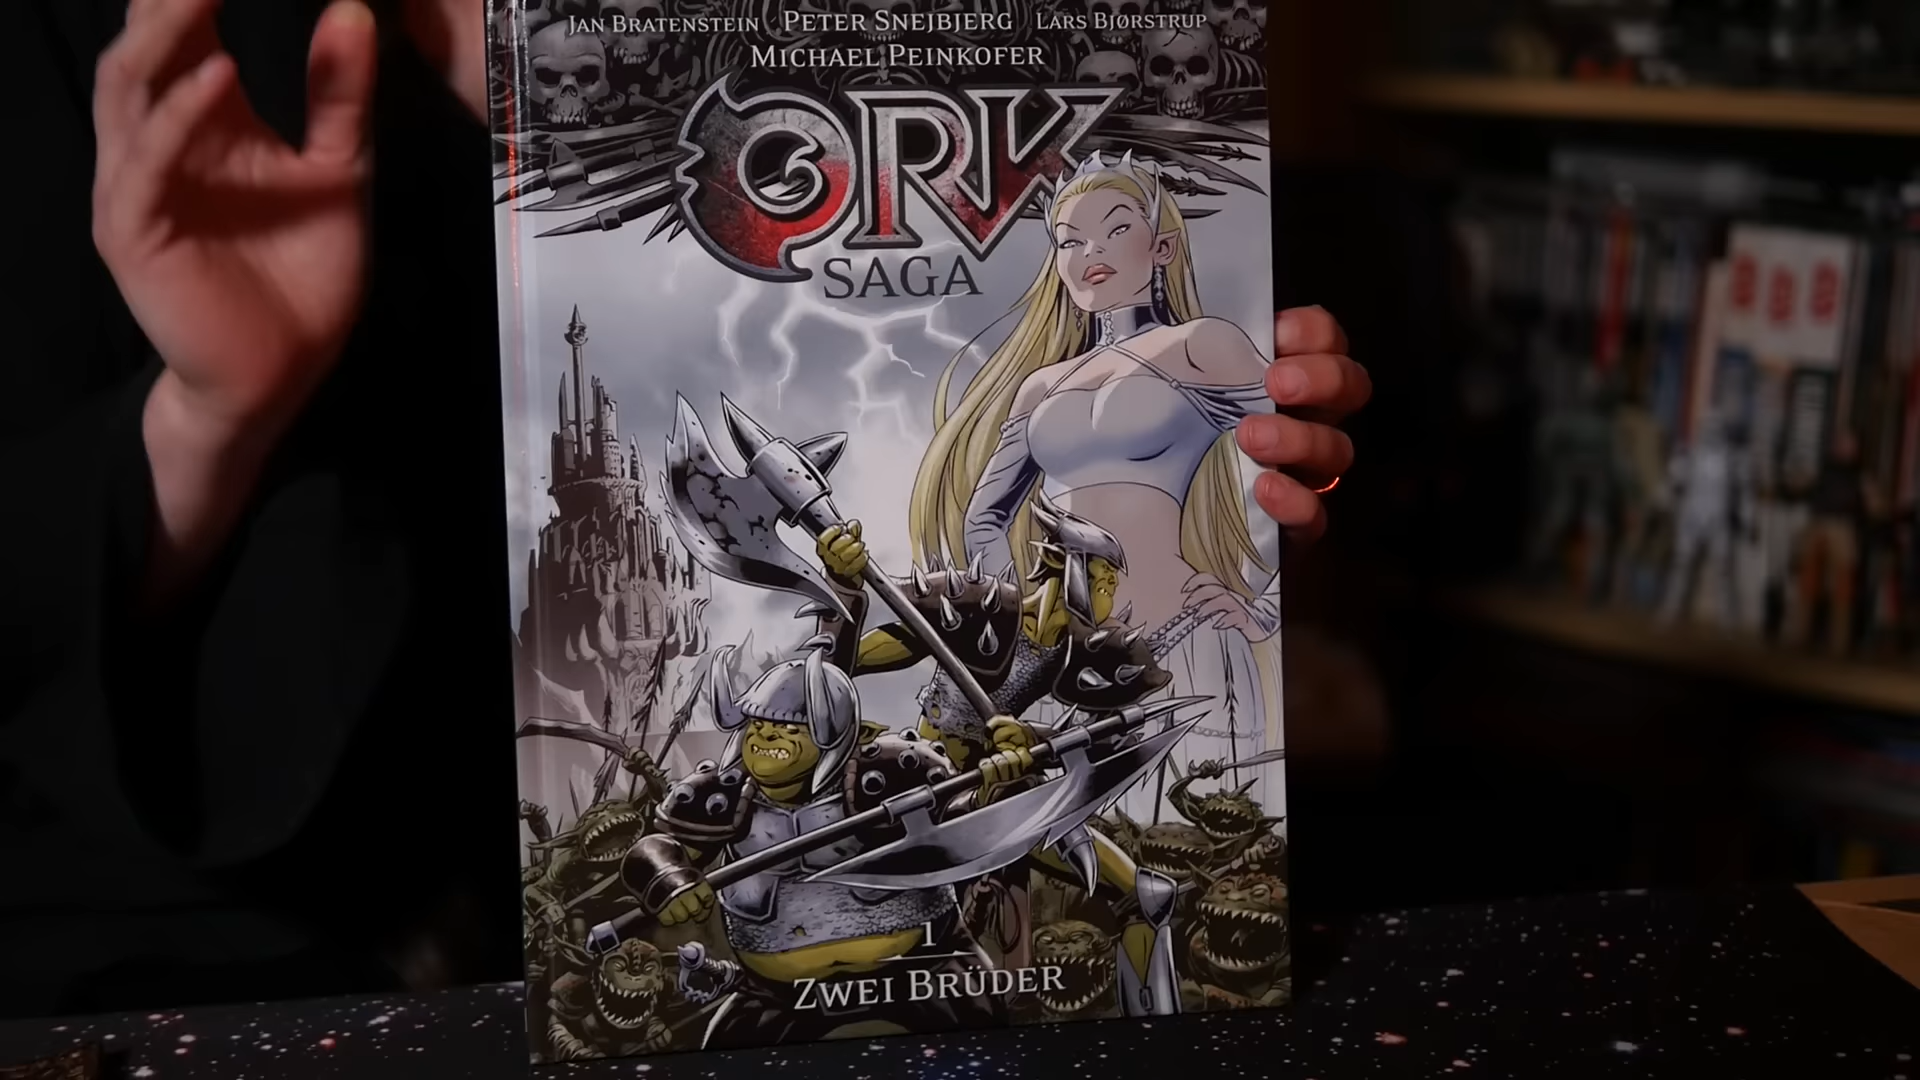 JAN BRATENSTEIN PETER SNEJBJERG LARS BJØRSTRUP
MICHAEL PEINKOFER
ORK
SAGA
1
ZWEI BRÜDER